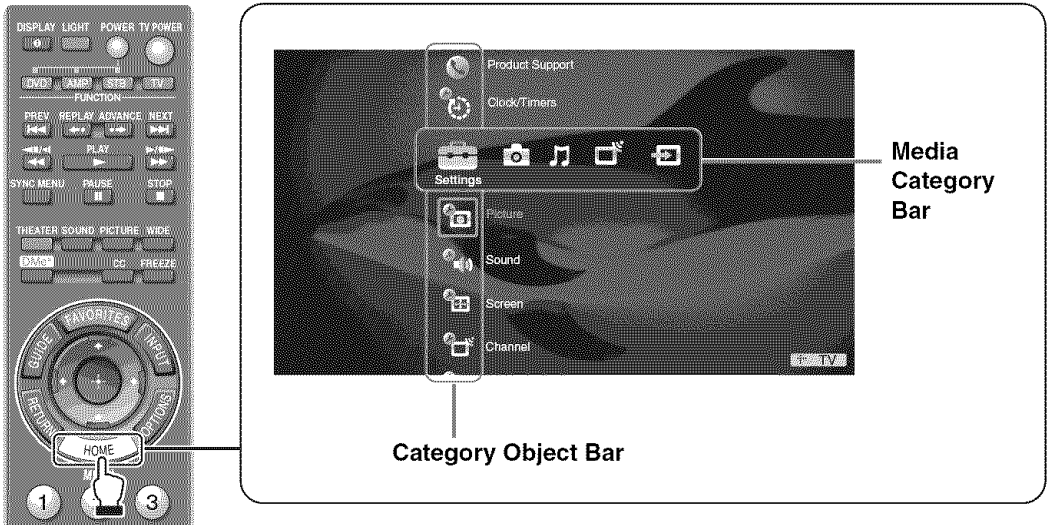 DISPLAY LIGHT POWER TV POWER
DVD AMP STB TV
FUNCTION
PREV REPLAY ADVANCE NEXT
PLAY
SYNC MENU PAUSE STOP
THEATER SOUND PICTURE WIDE
DMeˣ CC FREEZE
FAVORITES
GUIDE
INPUT
RETURN
OPTIONS
HOME
1
3
Product Support
Clock/Timers
Settings
Picture
Sound
Screen
Channel
TV
Media
Category
Bar
Category Object Bar